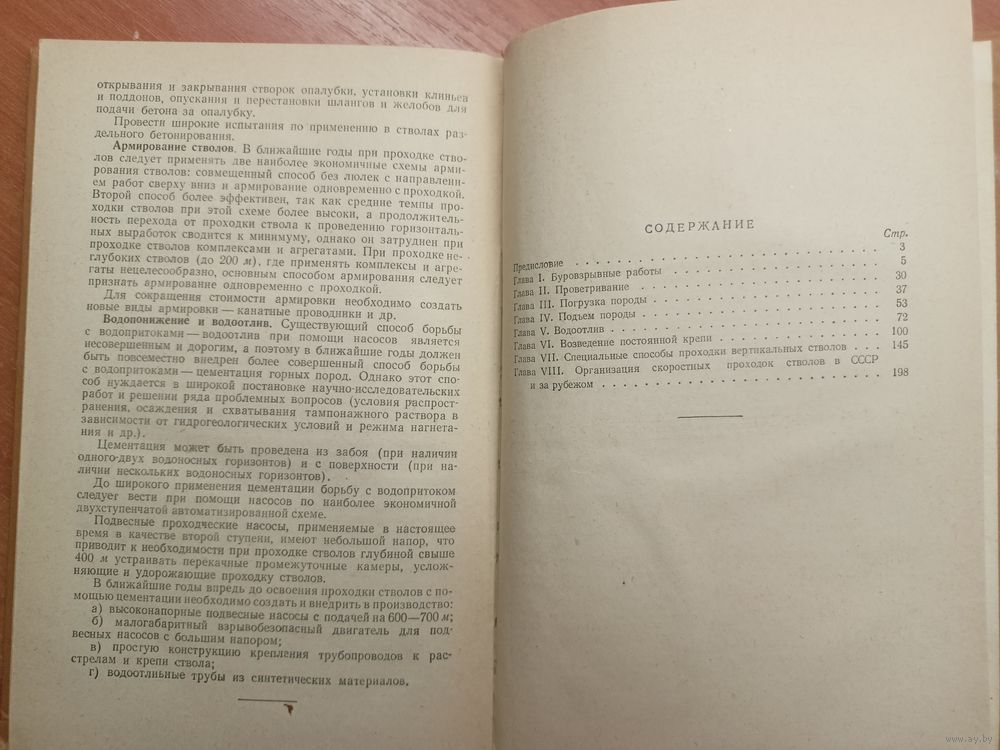 открывания и закрывания створок опалубки, установки клиньев
и поддонов, опускания и перестановки шлангов и желобов для
подачи бетона за опалубку.
Провести широкие испытания по применению в стволах раз-
дельного бетонирования.
Армирование стволов. В ближайшие годы при проходке ство-
лов следует применять две наиболее экономичные схемы арми-
рования стволов: совмещенный способ без люлек с направлени-
ем работ сверху вниз и армирование одновременно с проходкой.
Второй способ более эффективен, так как средние темпы про-
ходки стволов при этой схеме более высоки, а продолжитель-
ность перехода от проходки ствола к проведению горизонталь-
ных выработок сводится к минимуму, однако он затруднен при
проходке стволов комплексами и агрегатами. При проходке не-
глубоких стволов (до 200 м), где применять комплексы и агре-
гаты нецелесообразно, основным способом армирования следует
признать армирование одновременно с проходкой.
Для сокращения стоимости армировки необходимо создать
новые виды армировки — канатные проводники и др.
Водопонижение и водоотлив. Существующий способ борьбы
с водопритоками — водоотлив при помощи насосов является
несовершенным и дорогим, а поэтому в ближайшие годы должен
быть повсеместно внедрен более совершенный способ борьбы
с водопритоками — цементация горных пород. Однако этот спо-
соб нуждается в широкой постановке научно-исследовательских
работ и решении ряда проблемных вопросов (условия распрост-
ранения, осаждения и схватывания тампонажного раствора в
зависимости от гидрогеологических условий и режима нагнета-
ния и др.).
Цементация может быть проведена из забоя (при наличии
одного-двух водоносных горизонтов) и с поверхности (при на-
личии нескольких водоносных горизонтов).
До широкого применения цементации борьбу с водопритоком
следует вести при помощи насосов по наиболее экономичной
двухступенчатой автоматизированной схеме.
Подвесные проходческие насосы, применяемые в настоящее
время в качестве второй ступени, имеют небольшой напор, что
приводит к необходимости при проходке стволов глубиной свыше
400 м устраивать перекачные промежуточные камеры, услож-
няющие и удорожающие проходку стволов.
В ближайшие годы впредь до освоения проходки стволов с по-
мощью цементации необходимо создать и внедрить в производство:
а) высоконапорные подвесные насосы с подачей на 600—700 м;
б) малогабаритный взрывобезопасный двигатель для под-
весных насосов с большим напором;
в) простую конструкцию крепления трубопроводов к рас-
стрелам и крепи ствола;
г) водоотливные трубы из синтетических материалов.
СОДЕРЖАНИЕ
Стр.
Предисловие . . . 3
Глава I. Буровзрывные работы . . . 5
Глава II. Проветривание . . . 30
Глава III. Погрузка породы . . . 37
Глава IV. Подъем породы . . . 53
Глава V. Водоотлив . . . 72
Глава VI. Возведение постоянной крепи . . . 100
Глава VII. Специальные способы проходки вертикальных стволов . . . 145
Глава VIII. Организация скоростных проходок стволов в СССР
и за рубежом . . . 198
www.ay.by